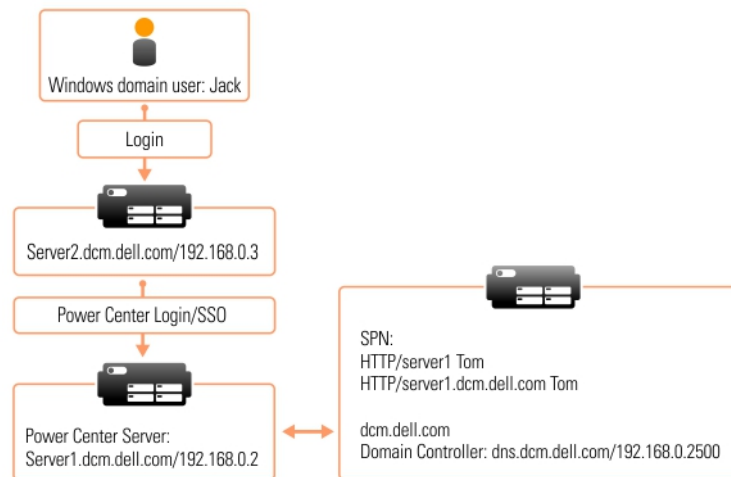 Windows domain user: Jack
Login
Server2.dcm.dell.com/192.168.0.3
Power Center Login/SSO
Power Center Server:
Server1.dcm.dell.com/192.168.0.2
SPN:
HTTP/server1 Tom
HTTP/server1.dcm.dell.com Tom
dcm.dell.com
Domain Controller: dns.dcm.dell.com/192.168.0.2500